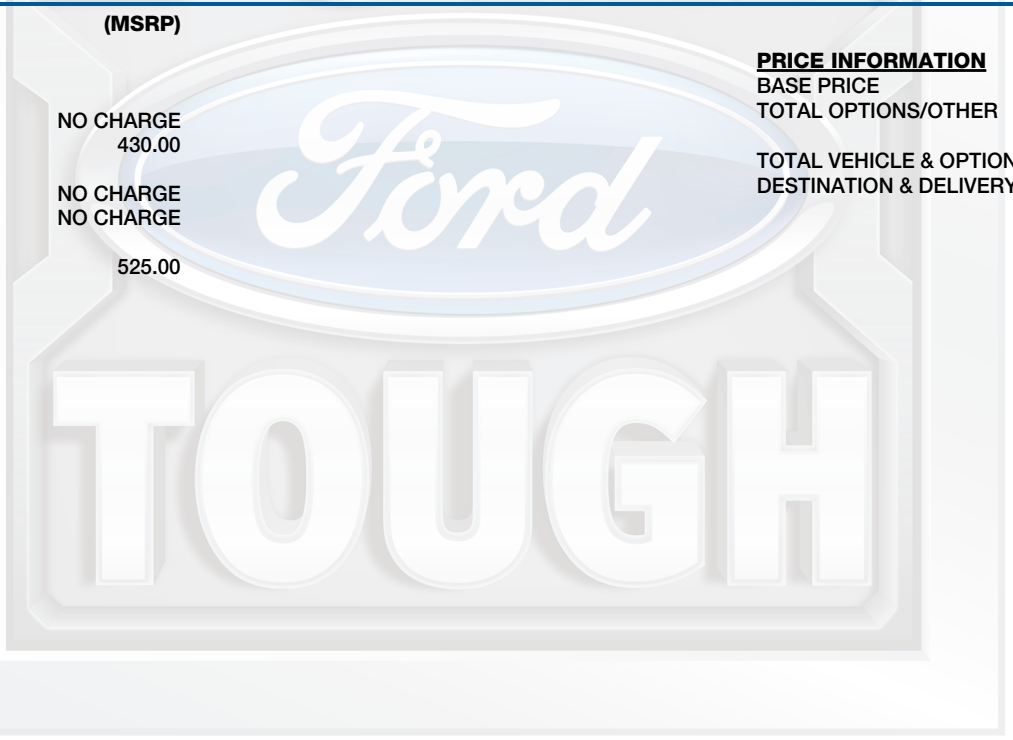 (MSRP)
NO CHARGE
430.00
NO CHARGE
NO CHARGE
525.00
PRICE INFORMATION
BASE PRICE
TOTAL OPTIONS/OTHER
TOTAL VEHICLE & OPTION
DESTINATION & DELIVERY
Ford
TOUGH